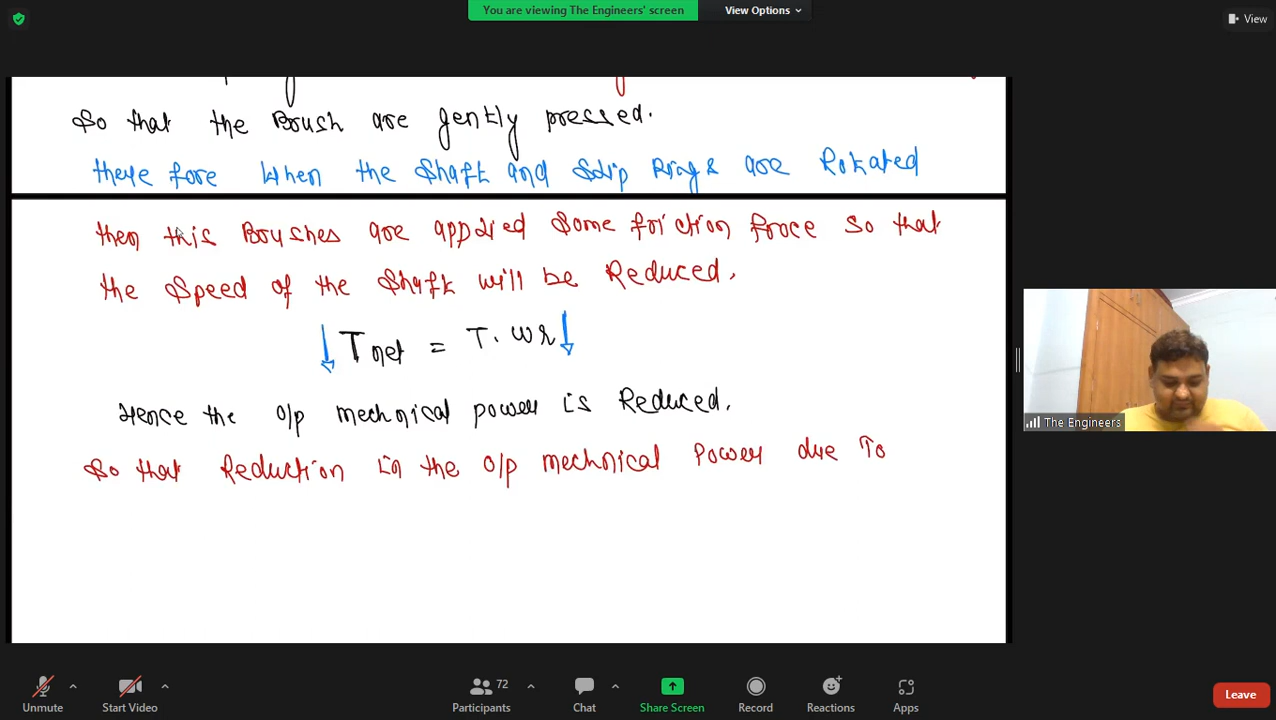 You are viewing The Engineers' screen
View Options
View
So that the Brush are gently pressed.
there fore When the Shaft and Slip Rings are Rotated
then this Brushes are applied Some friction force so that
the Speed of the Shaft will be Reduced.
↓ Tnet = T. ωr ↓
Hence the o/p mechnical power is Reduced.
So that Reduction in the o/p mechnical Power due To
The Engineers
Unmute
Start Video
72
Participants
Chat
Share Screen
Record
Reactions
Apps
Leave